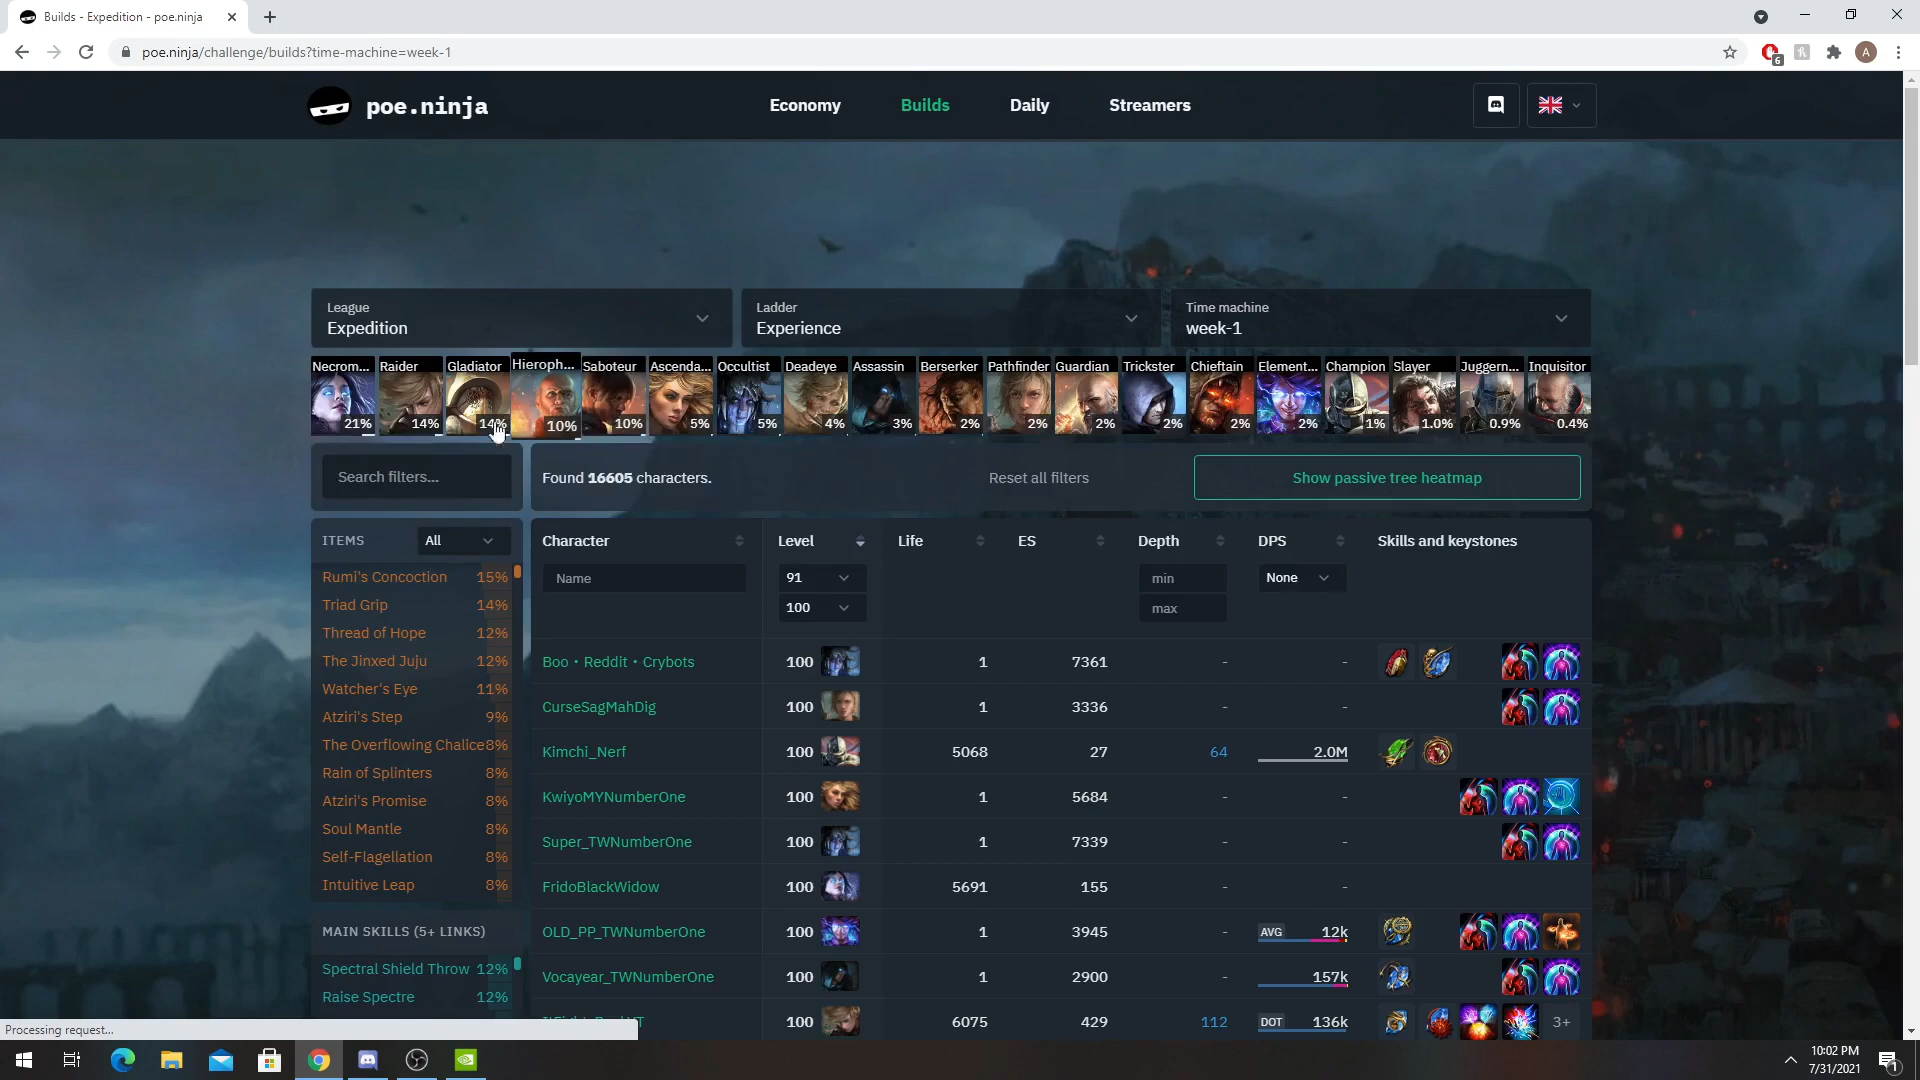 Builds - Expedition - poe.ninja
poe.ninja/challenge/builds?time-machine=week-1
6
A
poe.ninja
Economy
Builds
Daily
Streamers
League
Expedition
Ladder
Experience
Time machine
week-1
Necrom... Raider Gladiator Hieroph... Saboteur Ascenda... Occultist Deadeye Assassin Berserker Pathfinder Guardian Trickster Chieftain Element... Champion Slayer Juggern... Inquisitor
21% 14% 14% 10% 10% 5% 5% 4% 3% 2% 2% 2% 2% 2% 2% 1% 1.0% 0.9% 0.4%
Search filters...
Found 16605 characters.
Reset all filters
Show passive tree heatmap
ITEMS All
Rumi's Concoction 15%
Triad Grip 14%
Thread of Hope 12%
The Jinxed Juju 12%
Watcher's Eye 11%
Atziri's Step 9%
The Overflowing Chalice 8%
Rain of Splinters 8%
Atziri's Promise 8%
Soul Mantle 8%
Self-Flagellation 8%
Intuitive Leap 8%
MAIN SKILLS (5+ LINKS)
Spectral Shield Throw 12%
Raise Spectre 12%
Character Level Life ES Depth DPS Skills and keystones
Name 91 min None
100 max
Boo • Reddit • Crybots 100 1 7361 - -
CurseSagMahDig 100 1 3336 - -
Kimchi_Nerf 100 5068 27 64 2.0M
KwiyoMYNumberOne 100 1 5684 - -
Super_TWNumberOne 100 1 7339 - -
FridoBlackWidow 100 5691 155 - -
OLD_PP_TWNumberOne 100 1 3945 - AVG 12k
Vocayear_TWNumberOne 100 1 2900 - 157k
100 6075 429 112 DOT 136k 3+
Processing request...
10:02 PM
7/31/2021
1